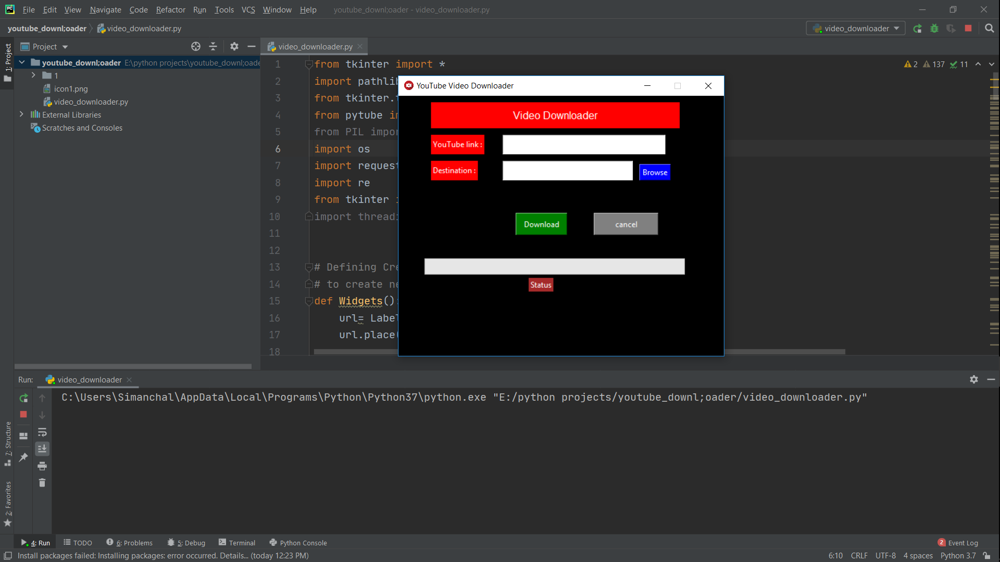 PC File Edit View Navigate Code Refactor Run Tools VCS Window Help youtube_downl;oader - video_downloader.py
youtube_downl;oader video_downloader.py video_downloader
1: Project
Project
youtube_downl;oader E:\python projects\youtube_downl;oade
1
icon1.png
video_downloader.py
External Libraries
Scratches and Consoles
video_downloader.py
2 137 11
1 from tkinter import *
2 import pathlib
3 from tkinter.
4 from pytube
5 from PIL impor
6 import os
7 import request
8 import re
9 from tkinter
10 import threadi
11
12
13 # Defining Cre
14 # to create ne
15 def Widgets():
16 url= Label
17 url.place(
18
YouTube Video Downloader
Video Downloader
YouTube link :
Destination :
Browse
Download cancel
Status
Run: video_downloader
C:\Users\Simanchal\AppData\Local\Programs\Python\Python37\python.exe "E:/python projects/youtube_downl;oader/video_downloader.py"
7: Structure
2: Favorites
4: Run TODO 6: Problems 5: Debug Terminal Python Console 2 Event Log
Install packages failed: Installing packages: error occurred. Details... (today 12:23 PM) 6:10 CRLF UTF-8 4 spaces Python 3.7